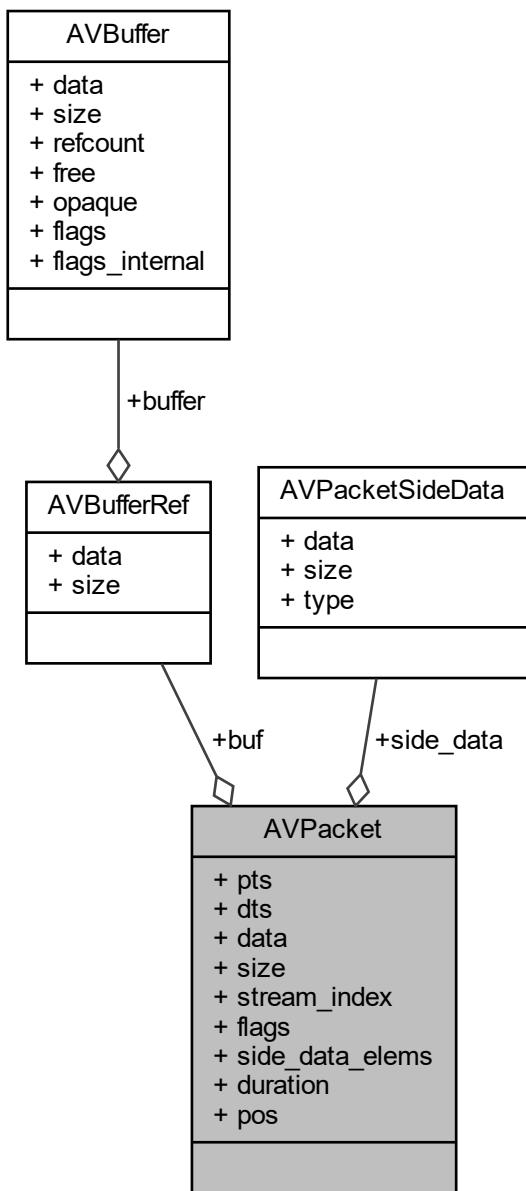 AVBuffer
+ data
+ size
+ refcount
+ free
+ opaque
+ flags
+ flags_internal
+buffer
AVBufferRef
+ data
+ size
AVPacketSideData
+ data
+ size
+ type
+buf
+side_data
AVPacket
+ pts
+ dts
+ data
+ size
+ stream_index
+ flags
+ side_data_elems
+ duration
+ pos